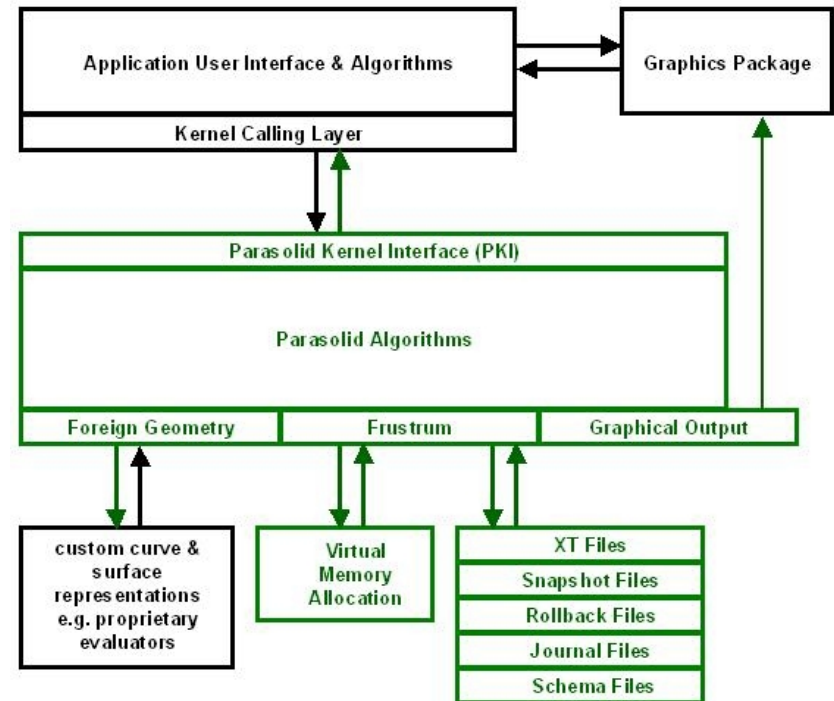 Application User Interface & Algorithms
Graphics Package
Kernel Calling Layer
Parasolid Kernel Interface (PKI)
Parasolid Algorithms
Foreign Geometry
Frustrum
Graphical Output
custom curve &
surface
representations
e.g. proprietary
evaluators
Virtual
Memory
Allocation
XT Files
Snapshot Files
Rollback Files
Journal Files
Schema Files